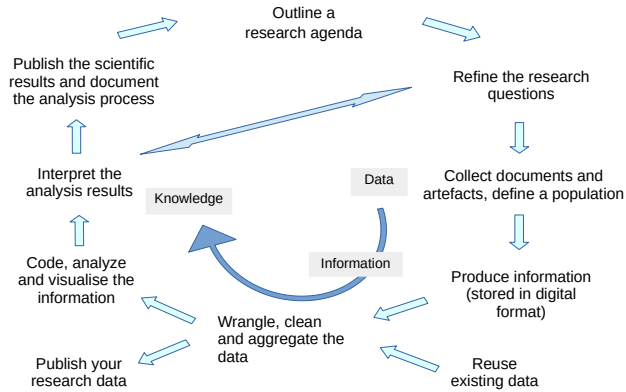 Outline a
research agenda
Refine the research
questions
Collect documents and
artefacts, define a population
Produce information
(stored in digital
format)
Reuse
existing data
Wrangle, clean
and aggregate the
data
Publish your
research data
Code, analyze
and visualise the
information
Interpret the
analysis results
Publish the scientific
results and document
the analysis process
Data
Information
Knowledge